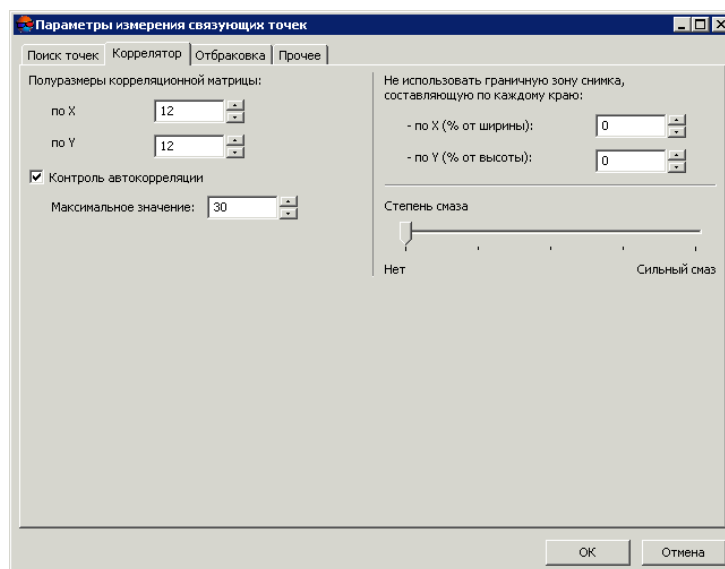 Параметры измерения связующих точек
Поиск точек Коррелятор Отбраковка Прочее
Полуразмеры корреляционной матрицы:
по X 12
по Y 12
Контроль автокорреляции
Максимальное значение: 30
Не использовать граничную зону снимка,
составляющую по каждому краю:
- по X (% от ширины): 0
- по Y (% от высоты): 0
Степень смаза
Нет Сильный смаз
OK Отмена